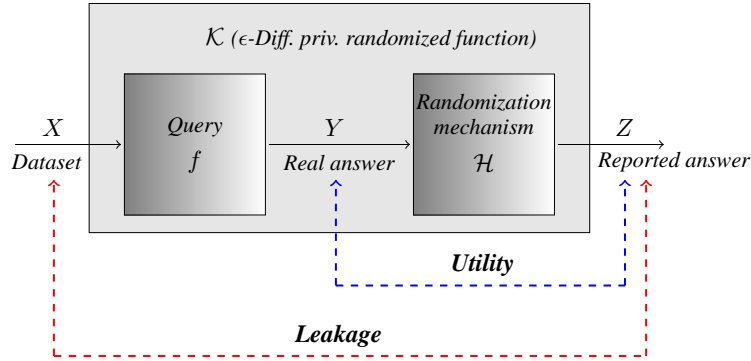 K (ϵ-Diff. priv. randomized function)
X
Dataset
Query
f
Y
Real answer
Randomization
mechanism
H
Z
Reported answer
Utility
Leakage